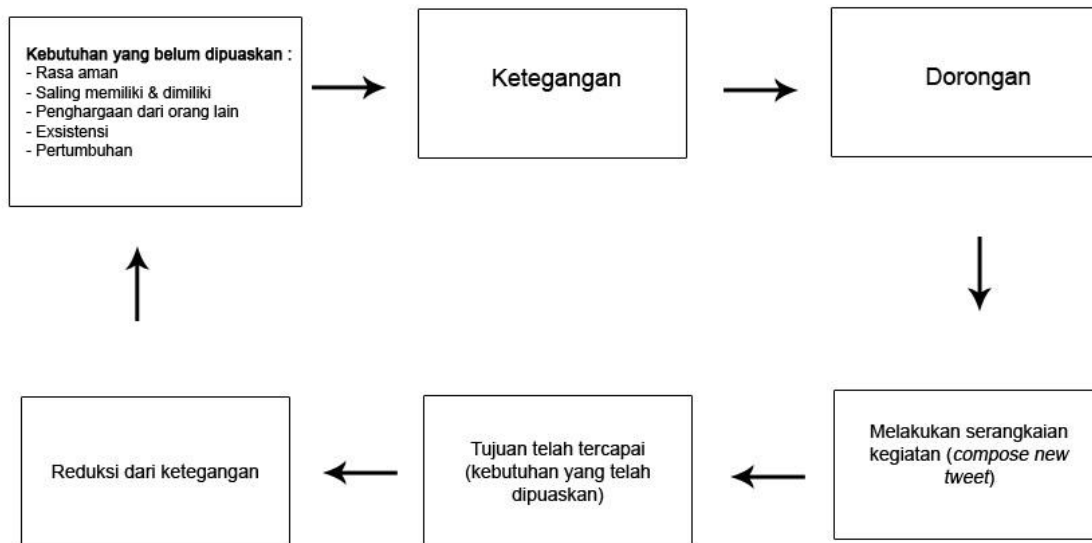 Kebutuhan yang belum dipuaskan :
- Rasa aman
- Saling memiliki & dimiliki
- Penghargaan dari orang lain
- Exsistensi
- Pertumbuhan
Ketegangan
Dorongan
Melakukan serangkaian
kegiatan (compose new
tweet)
Tujuan telah tercapai
(kebutuhan yang telah
dipuaskan)
Reduksi dari ketegangan